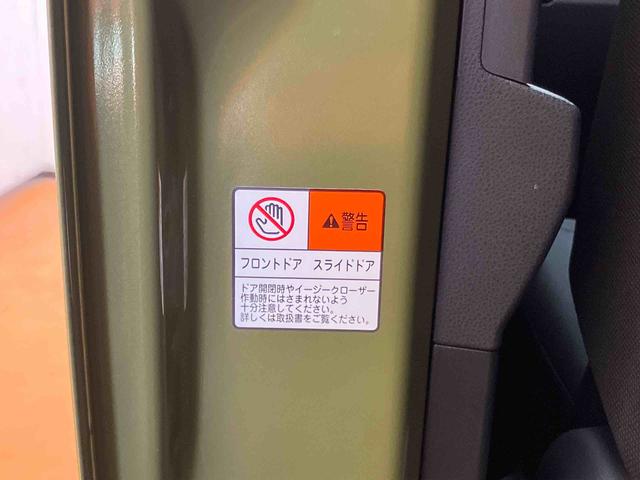 警告
フロントドア スライドドア
ドア開閉時やイージークローザー
作動時にはさまれないよう
十分注意してください。
詳しくは取扱書をご覧ください。